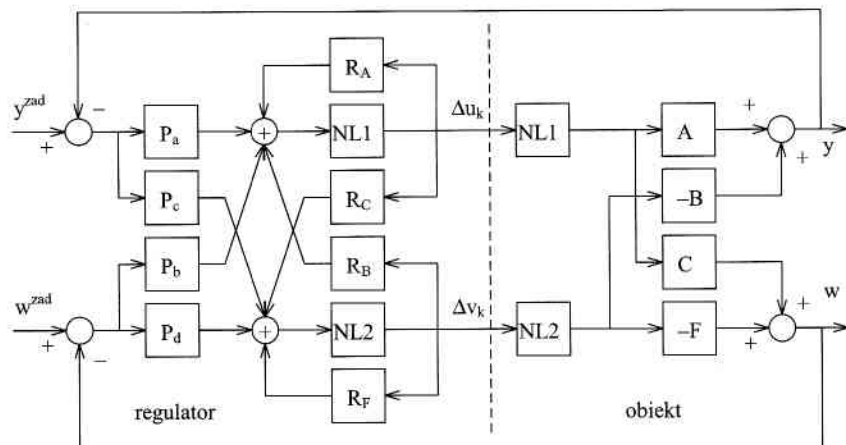 R_A
−
y^zad
+
P_a
+
NL1
Δu_k
NL1
A
+
+
y
P_c
R_C
−B
P_b
R_B
C
w^zad
+
−
P_d
+
NL2
Δv_k
NL2
−F
+
+
w
R_F
regulator
obiekt